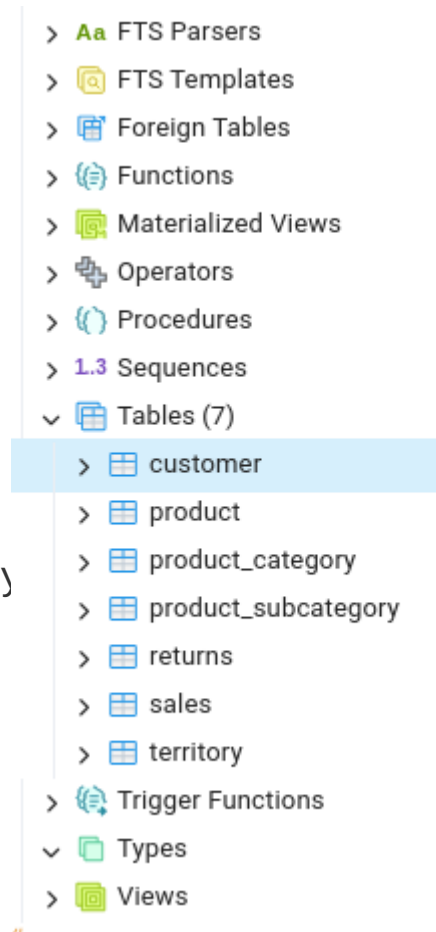 Aa FTS Parsers
FTS Templates
Foreign Tables
Functions
Materialized Views
Operators
Procedures
1.3 Sequences
Tables (7)
customer
product
product_category
y
product_subcategory
returns
sales
territory
Trigger Functions
Types
Views